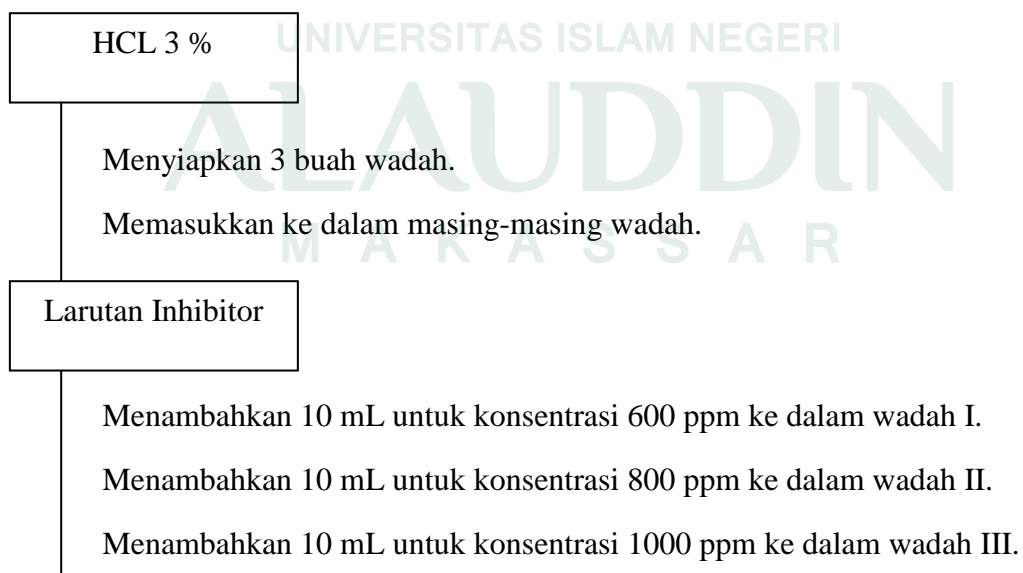 UNIVERSITAS ISLAM NEGERI
HCL 3 %
ALAUDDIN
Menyiapkan 3 buah wadah.
Memasukkan ke dalam masing-masing wadah.
MAKASSAR
Larutan Inhibitor
Menambahkan 10 mL untuk konsentrasi 600 ppm ke dalam wadah I.
Menambahkan 10 mL untuk konsentrasi 800 ppm ke dalam wadah II.
Menambahkan 10 mL untuk konsentrasi 1000 ppm ke dalam wadah III.